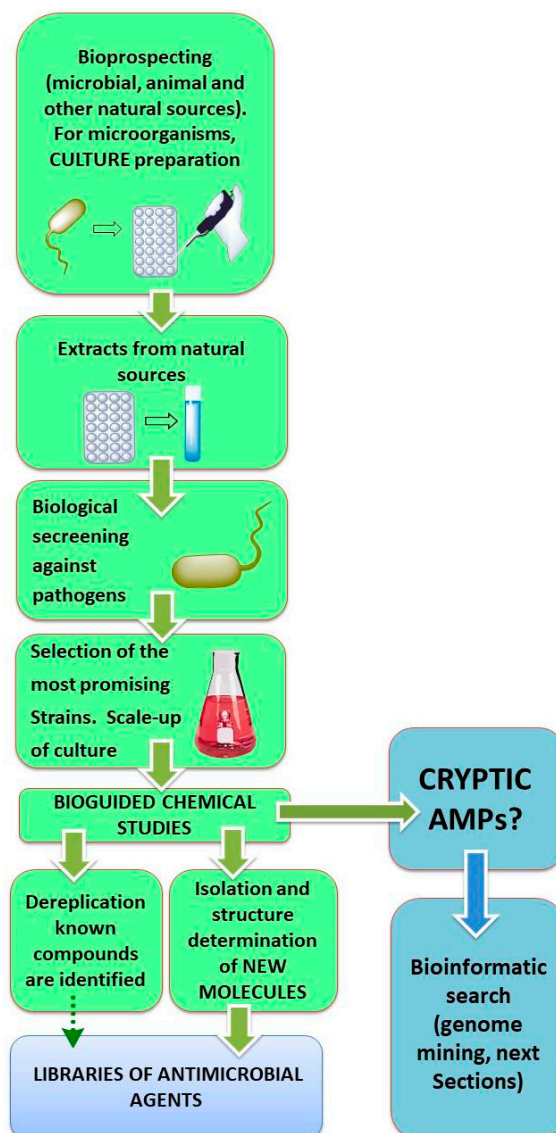 Bioprospecting
(microbial, animal and
other natural sources).
For microorganisms,
CULTURE preparation
Extracts from natural
sources
Biological
secreening
against
pathogens
Selection of the
most promising
Strains. Scale-up
of culture
BIOGUIDED CHEMICAL
STUDIES
CRYPTIC
AMPs?
Dereplication
known
compounds
are identified
Isolation and
structure
determination
of NEW
MOLECULES
Bioinformatic
search
(genome
mining, next
Sections)
LIBRARIES OF ANTIMICROBIAL
AGENTS